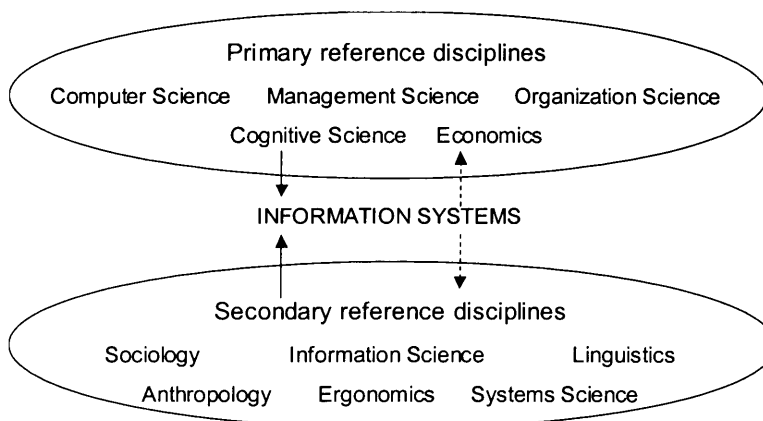 Primary reference disciplines
Computer Science Management Science Organization Science
Cognitive Science Economics
INFORMATION SYSTEMS
Secondary reference disciplines
Sociology Information Science Linguistics
Anthropology Ergonomics Systems Science